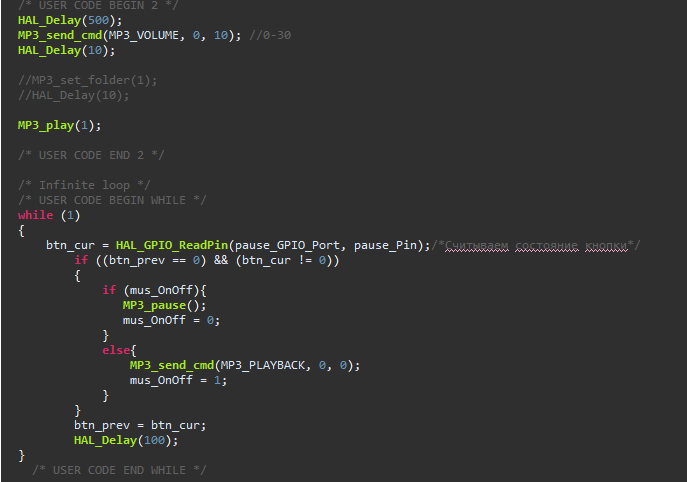 /* USER CODE BEGIN 2 */
HAL_Delay(500);
MP3_send_cmd(MP3_VOLUME, 0, 10); //0-30
HAL_Delay(10);
//MP3_set_folder(1);
//HAL_Delay(10);
MP3_play(1);
/* USER CODE END 2 */
/* Infinite loop */
/* USER CODE BEGIN WHILE */
while (1)
{
btn_cur = HAL_GPIO_ReadPin(pause_GPIO_Port, pause_Pin);/*Считываем состояние кнопки*/
if ((btn_prev == 0) && (btn_cur != 0))
{
if (mus_OnOff){
MP3_pause();
mus_OnOff = 0;
}
else{
MP3_send_cmd(MP3_PLAYBACK, 0, 0);
mus_OnOff = 1;
}
}
btn_prev = btn_cur;
HAL_Delay(100);
}
/* USER CODE END WHILE */